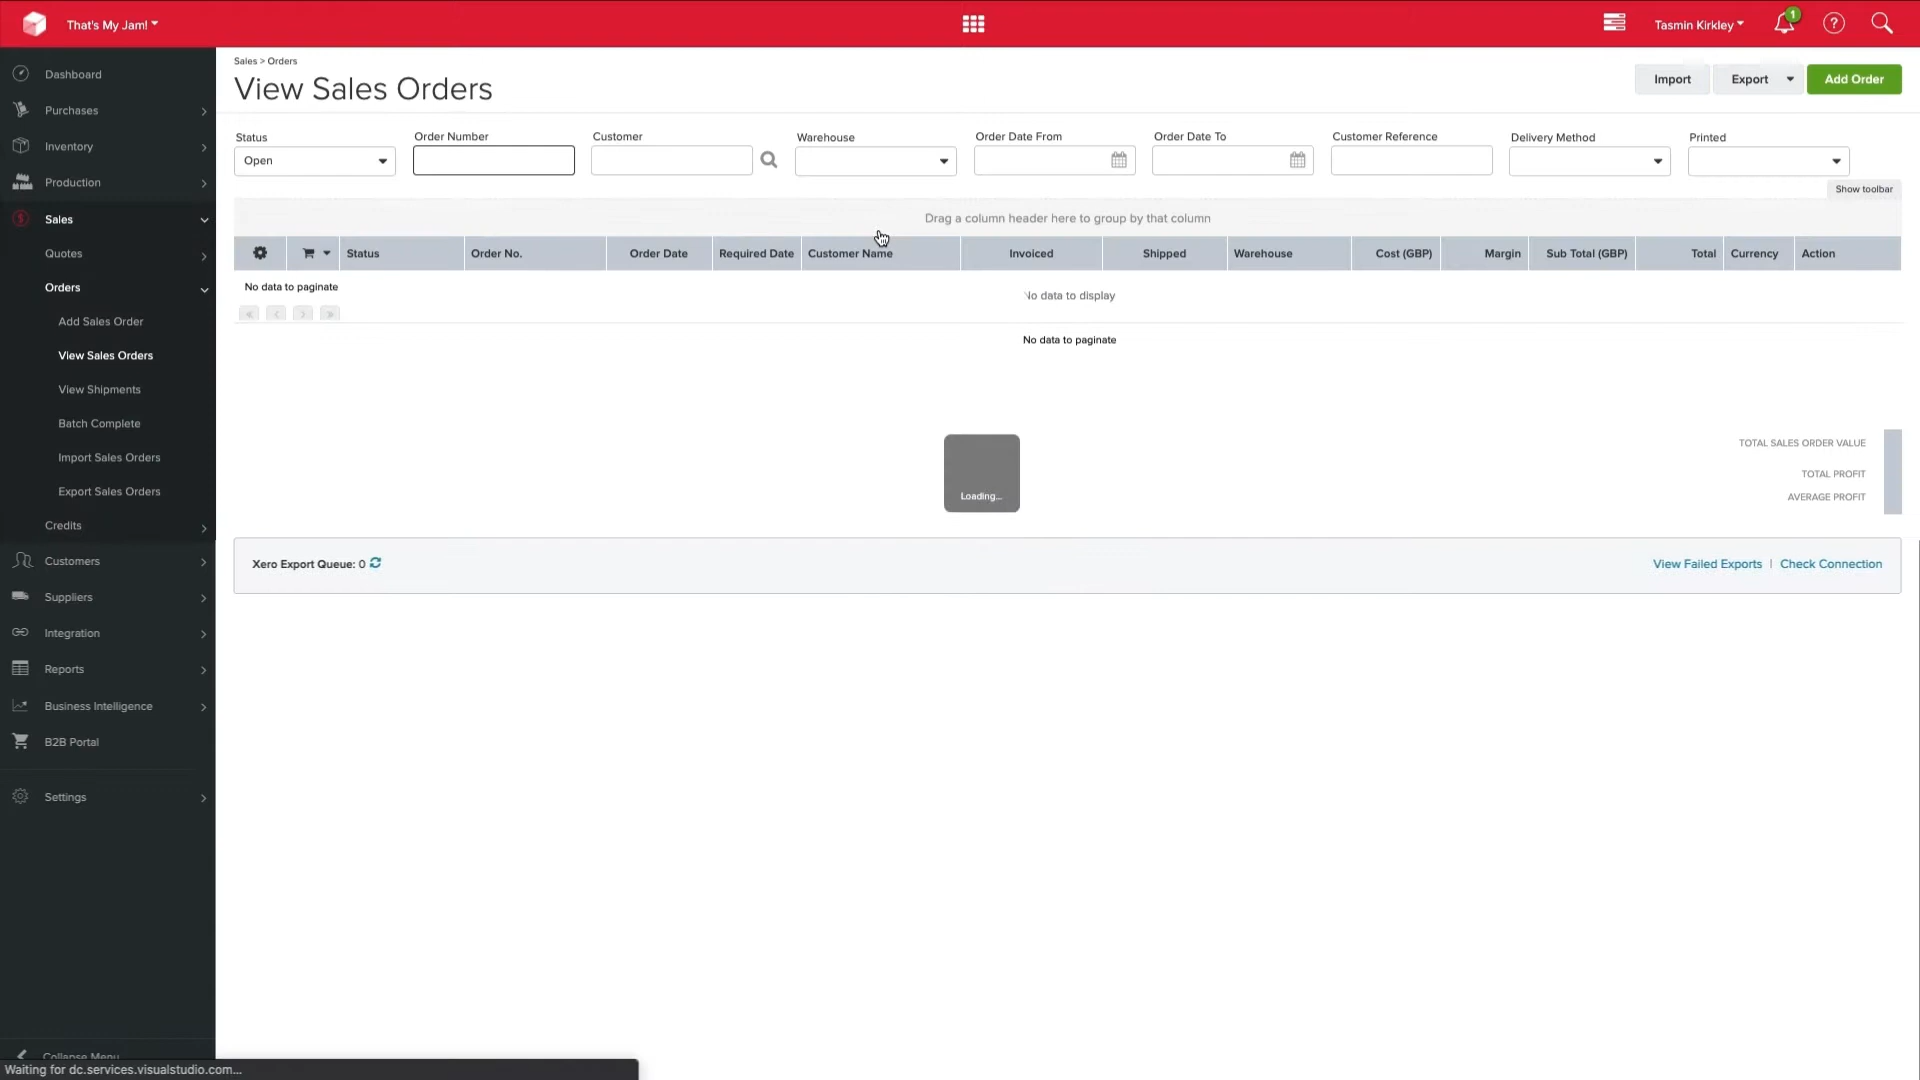 That's My Jam!
Tasmin Kirkley
1
Dashboard
Purchases
Inventory
Production
Sales
Quotes
Orders
Add Sales Order
View Sales Orders
View Shipments
Batch Complete
Import Sales Orders
Export Sales Orders
Credits
Customers
Suppliers
Integration
Reports
Business Intelligence
B2B Portal
Settings
Collapse Menu
Waiting for dc.services.visualstudio.com...
Sales > Orders
View Sales Orders
Import
Export
Add Order
Status
Order Number
Customer
Warehouse
Order Date From
Order Date To
Customer Reference
Delivery Method
Printed
Open
Show toolbar
Drag a column header here to group by that column
Status Order No. Order Date Required Date Customer Name Invoiced Shipped Warehouse Cost (GBP) Margin Sub Total (GBP) Total Currency Action
No data to paginate
No data to display
No data to paginate
Loading...
TOTAL SALES ORDER VALUE
TOTAL PROFIT
AVERAGE PROFIT
Xero Export Queue: 0
View Failed Exports | Check Connection